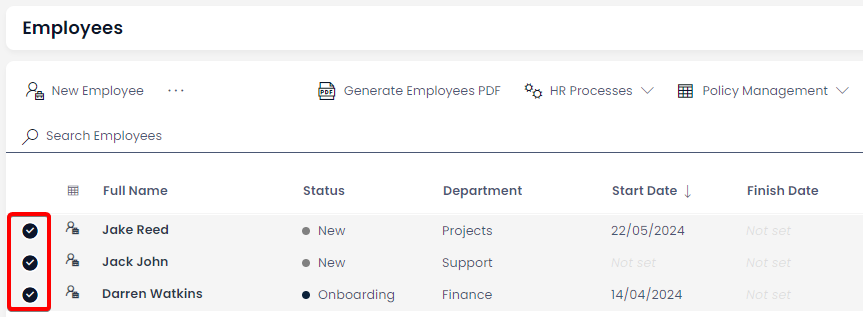 Employees
New Employee ... Generate Employees PDF HR Processes Policy Management
Search Employees
Full Name Status Department Start Date ↓ Finish Date
Jake Reed New Projects 22/05/2024 Not set
Jack John New Support Not set Not set
Darren Watkins Onboarding Finance 14/04/2024 Not set